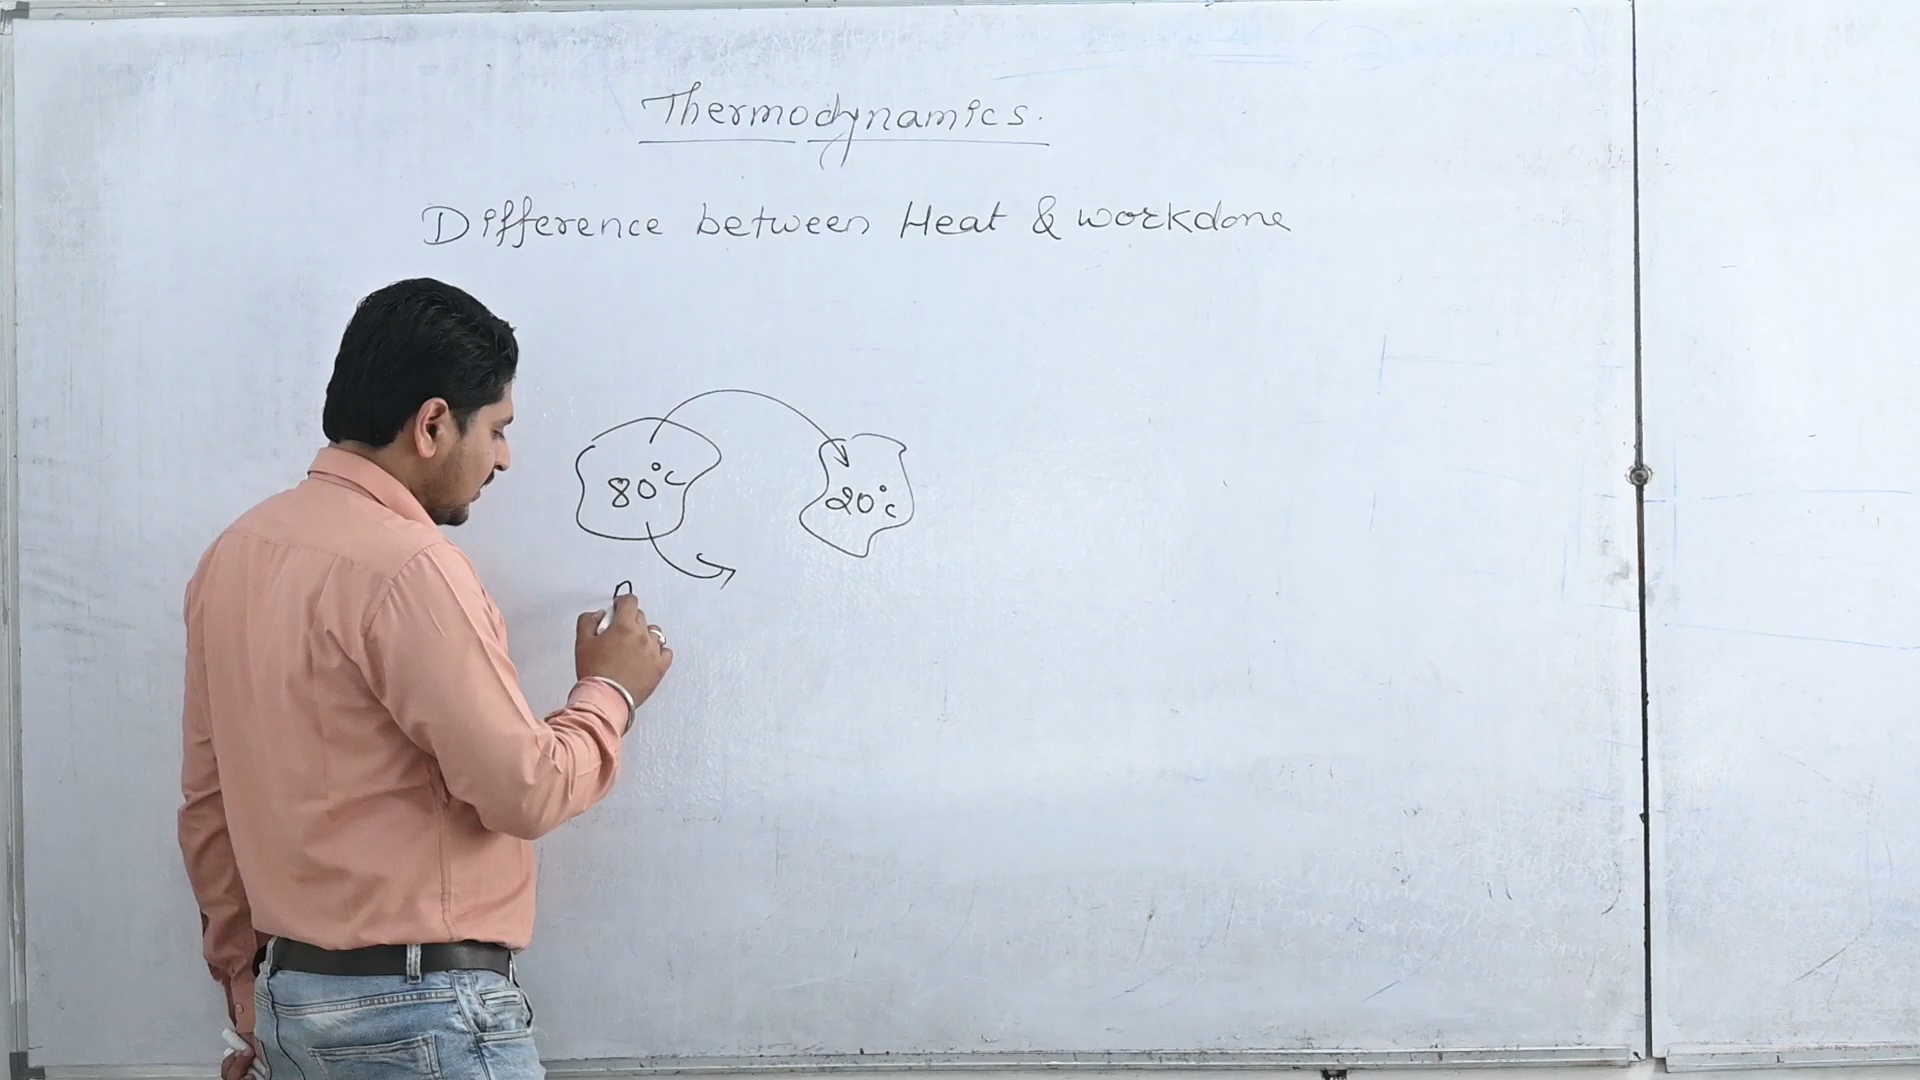 Thermodynamics.
Difference between Heat & workdone
80°c
20°c